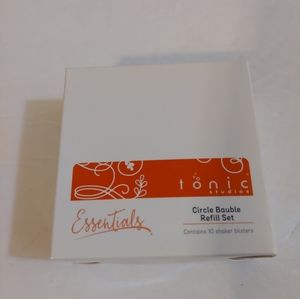 tonic
studios
Essentials
Circle Bauble
Refill Set
Contains 10 shaker blisters